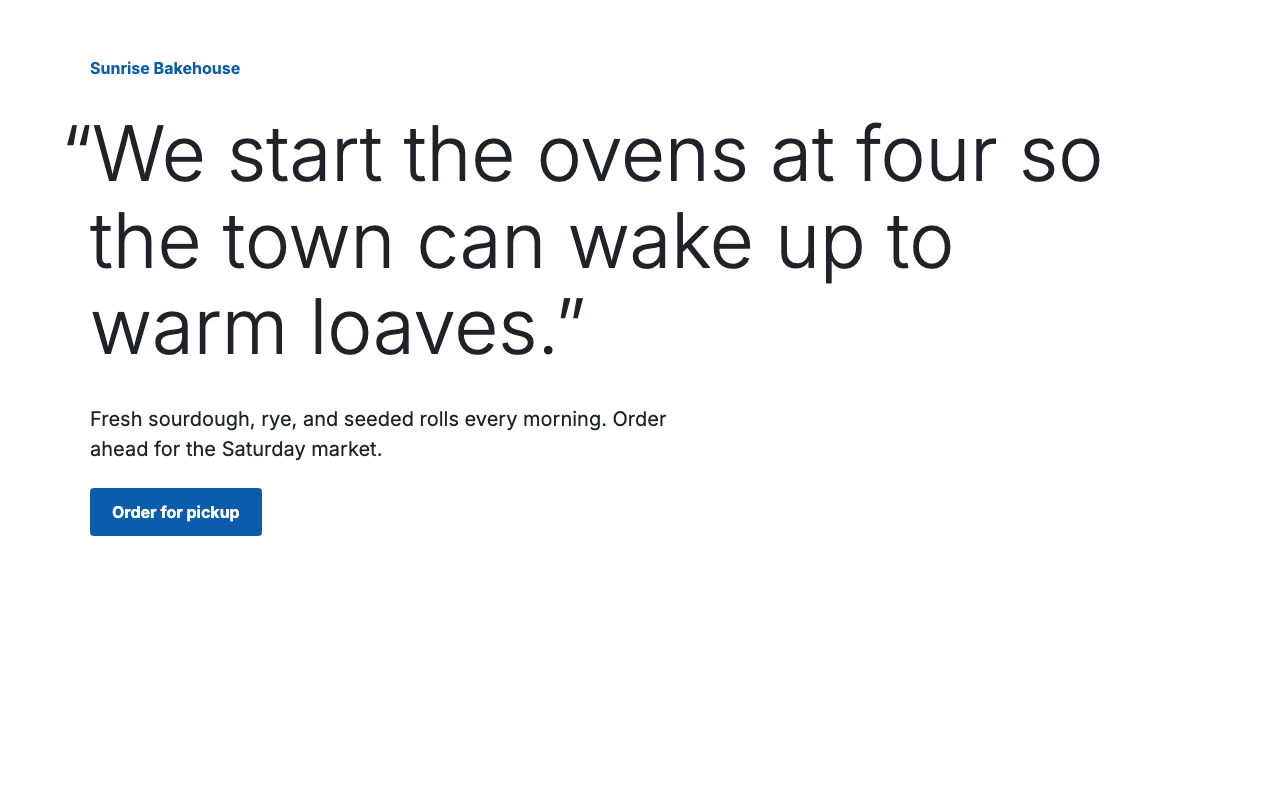 Sunrise Bakehouse
“We start the ovens at four so
the town can wake up to
warm loaves.”
Fresh sourdough, rye, and seeded rolls every morning. Order
ahead for the Saturday market.
Order for pickup